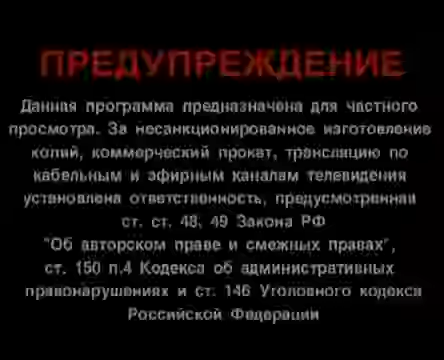 ПРЕДУПРЕЖДЕНИЕ
Данная программа предназначена для частного
просмотра. За несанкционированное изготовление
копий, коммерческий прокат, трансляцию по
кабельным и эфирным каналам телевидения
установлена ответственность, предусмотренная
ст. ст. 48, 49 Закона РФ
"Об авторском праве и смежных правах",
ст. 150 п.4 Кодекса об административных
правонарушениях и ст. 146 Уголовного кодекса
Российской Федерации